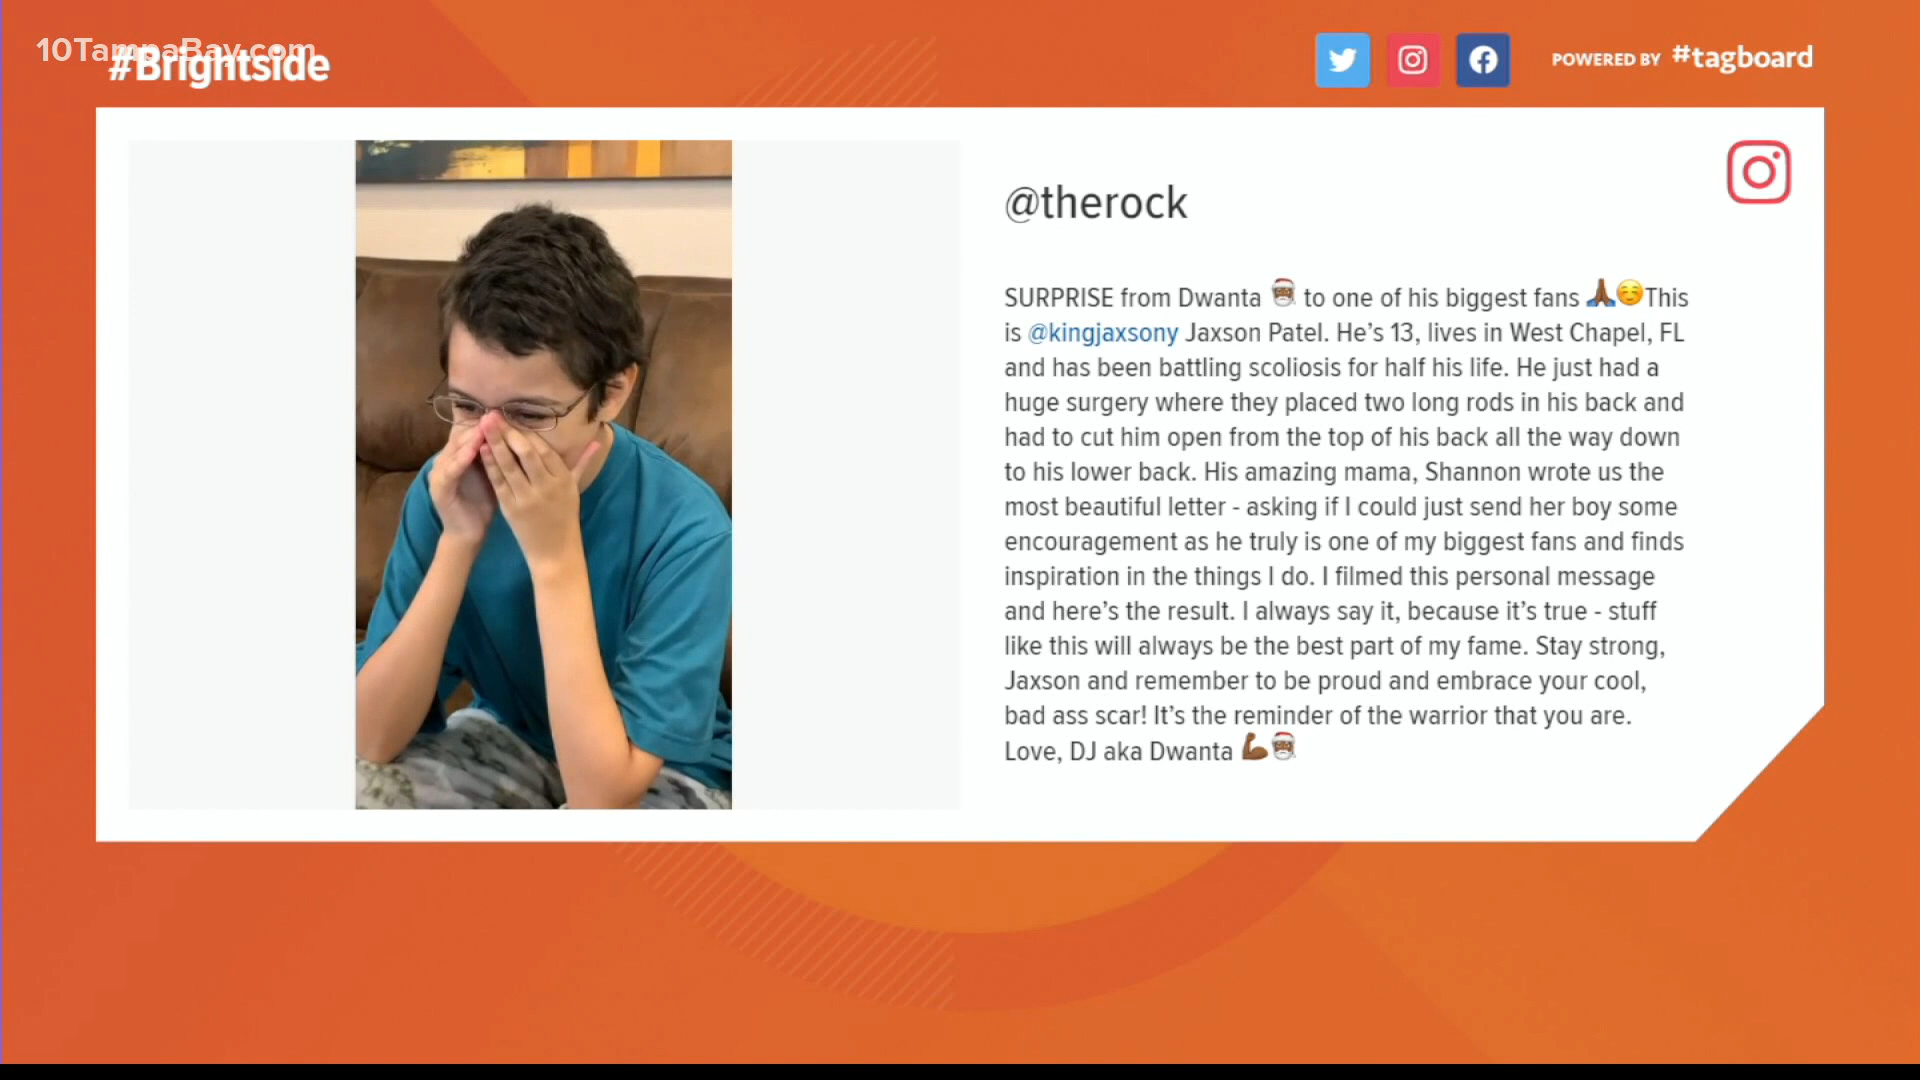 10TampaBay.com
#Brightside
POWERED BY #tagboard
@therock
SURPRISE from Dwanta 🎅🏾 to one of his biggest fans 🙏🏾☺️This
is @kingjaxsony Jaxson Patel. He’s 13, lives in West Chapel, FL
and has been battling scoliosis for half his life. He just had a
huge surgery where they placed two long rods in his back and
had to cut him open from the top of his back all the way down
to his lower back. His amazing mama, Shannon wrote us the
most beautiful letter - asking if I could just send her boy some
encouragement as he truly is one of my biggest fans and finds
inspiration in the things I do. I filmed this personal message
and here’s the result. I always say it, because it’s true - stuff
like this will always be the best part of my fame. Stay strong,
Jaxson and remember to be proud and embrace your cool,
bad ass scar! It’s the reminder of the warrior that you are.
Love, DJ aka Dwanta 💪🏾🎅🏾